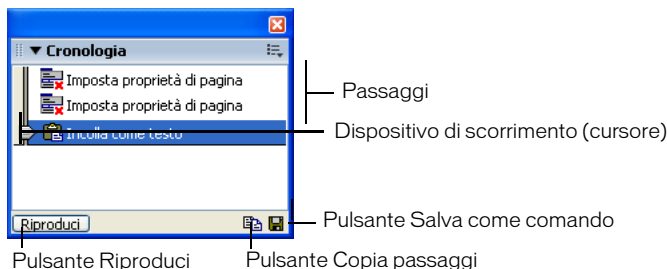 Cronologia
Imposta proprietà di pagina
Imposta proprietà di pagina
Incolla come testo
Passaggi
Dispositivo di scorrimento (cursore)
Riproduci
Pulsante Salva come comando
Pulsante Riproduci
Pulsante Copia passaggi